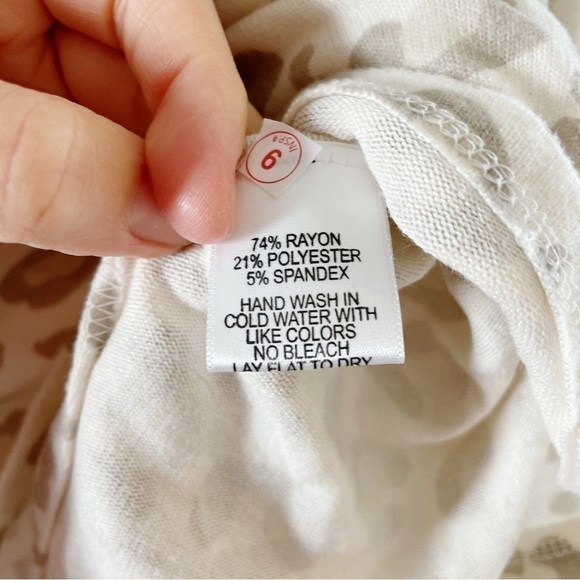 INSP#
9
74% RAYON
21% POLYESTER
5% SPANDEX
HAND WASH IN
COLD WATER WITH
LIKE COLORS
NO BLEACH
LAY FLAT TO DRY